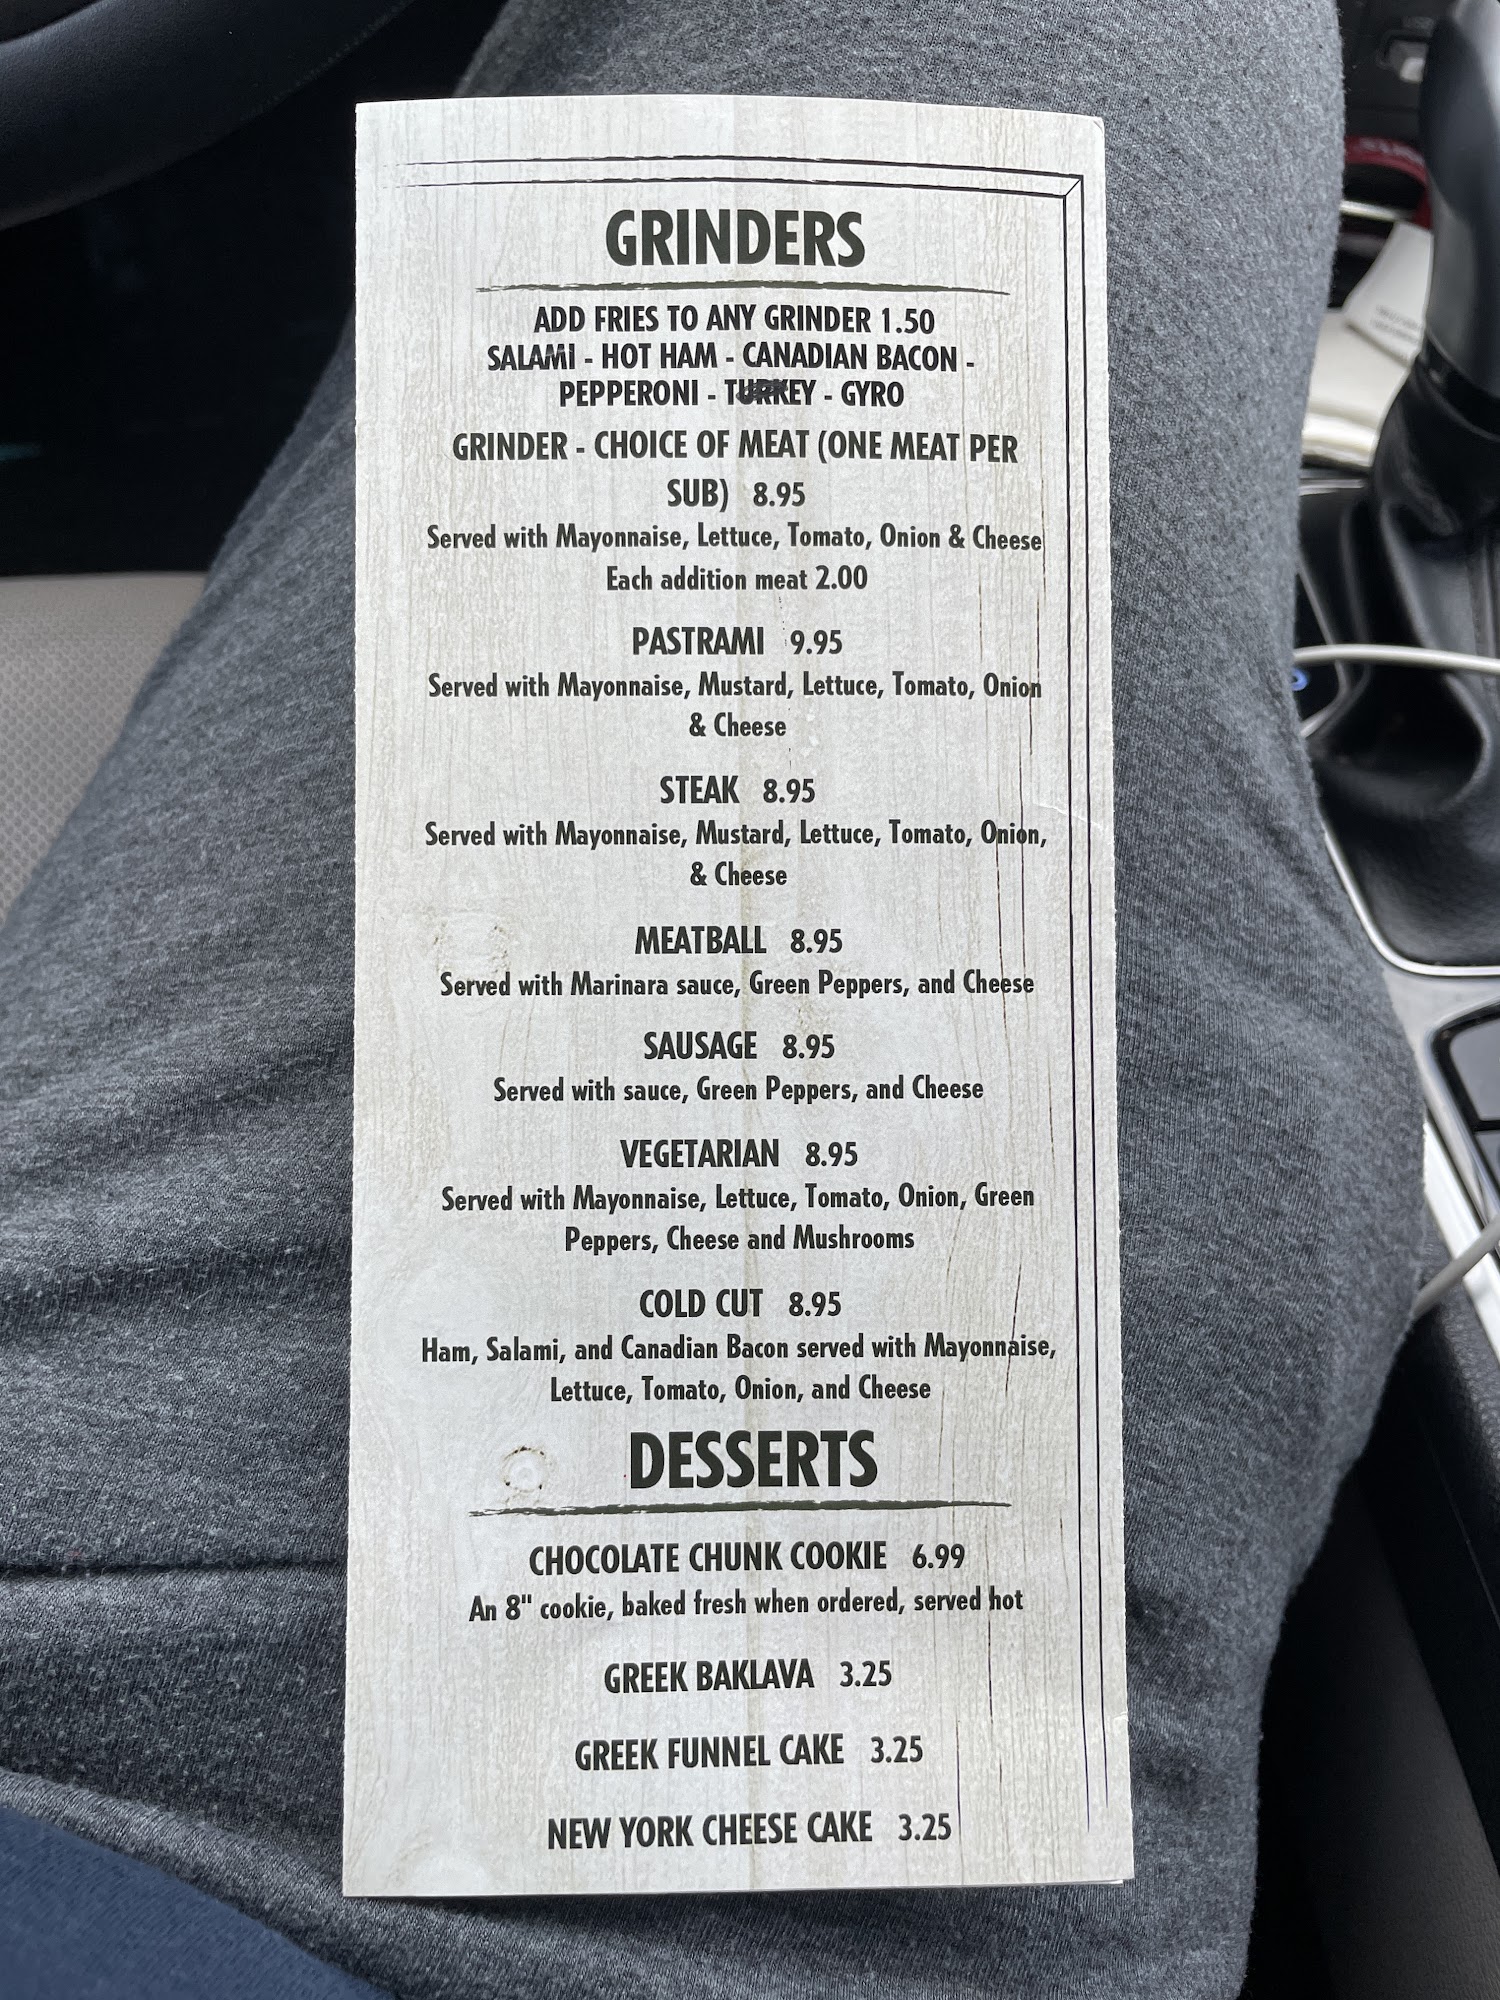 GRINDERS
ADD FRIES TO ANY GRINDER 1.50
SALAMI - HOT HAM - CANADIAN BACON -
PEPPERONI - TURKEY - GYRO
GRINDER - CHOICE OF MEAT (ONE MEAT PER
SUB) 8.95
Served with Mayonnaise, Lettuce, Tomato, Onion & Cheese
Each addition meat 2.00
PASTRAMI 9.95
Served with Mayonnaise, Mustard, Lettuce, Tomato, Onion
& Cheese
STEAK 8.95
Served with Mayonnaise, Mustard, Lettuce, Tomato, Onion,
& Cheese
MEATBALL 8.95
Served with Marinara sauce, Green Peppers, and Cheese
SAUSAGE 8.95
Served with sauce, Green Peppers, and Cheese
VEGETARIAN 8.95
Served with Mayonnaise, Lettuce, Tomato, Onion, Green
Peppers, Cheese and Mushrooms
COLD CUT 8.95
Ham, Salami, and Canadian Bacon served with Mayonnaise,
Lettuce, Tomato, Onion, and Cheese
DESSERTS
CHOCOLATE CHUNK COOKIE 6.99
An 8" cookie, baked fresh when ordered, served hot
GREEK BAKLAVA 3.25
GREEK FUNNEL CAKE 3.25
NEW YORK CHEESE CAKE 3.25